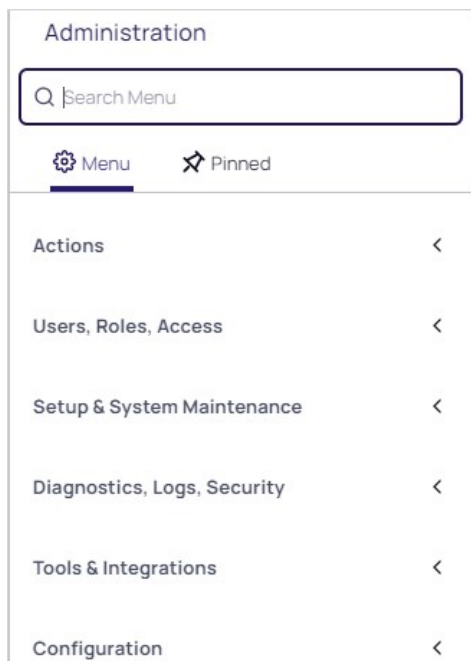 Administration
Search Menu
Menu Pinned
Actions
Users, Roles, Access
Setup & System Maintenance
Diagnostics, Logs, Security
Tools & Integrations
Configuration